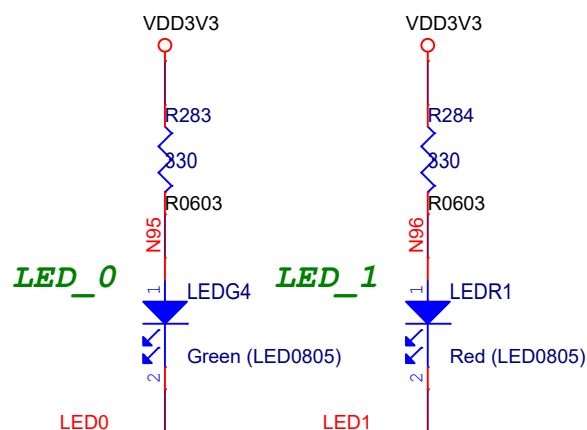 VDD3V3 VDD3V3
R283 R284
330 330
R0603 R0603
N95 N96
LED_0 LED_1
1 LEDG4 1 LEDR1
Green (LED0805) Red (LED0805)
2 2
LED0 LED1